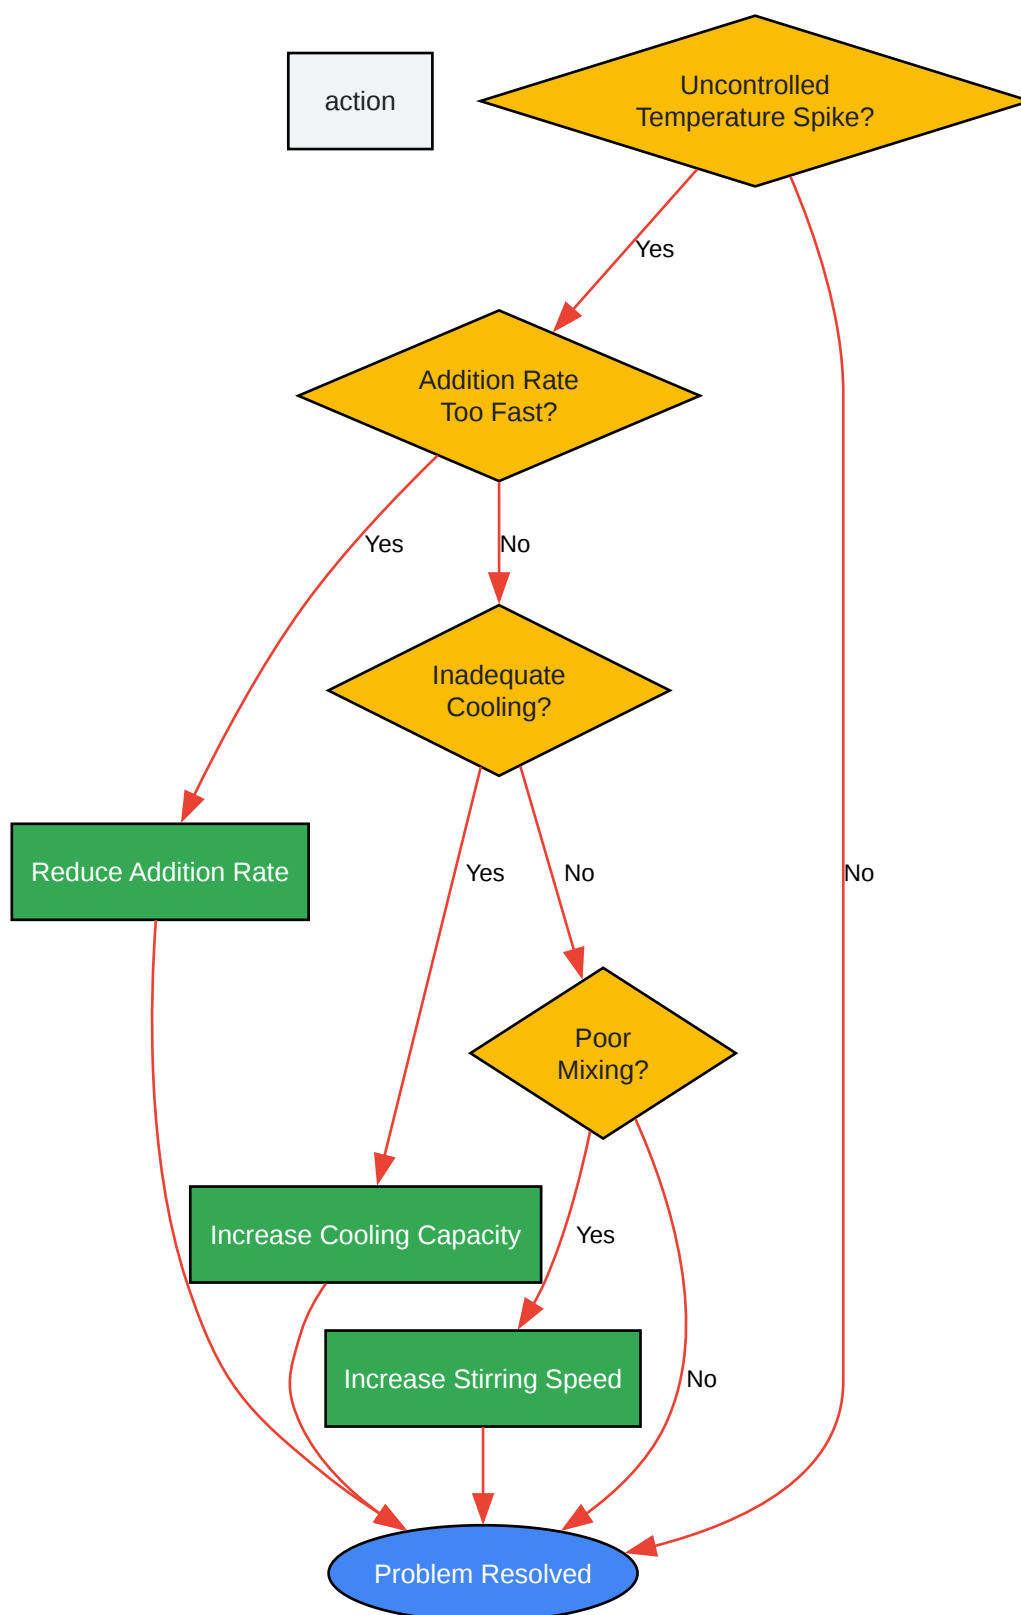 action
Uncontrolled
Temperature Spike?
Yes
Addition Rate
Too Fast?
Yes
No
Inadequate
Cooling?
Reduce Addition Rate
Yes
No
No
Poor
Mixing?
Increase Cooling Capacity
Yes
Increase Stirring Speed
No
Problem Resolved